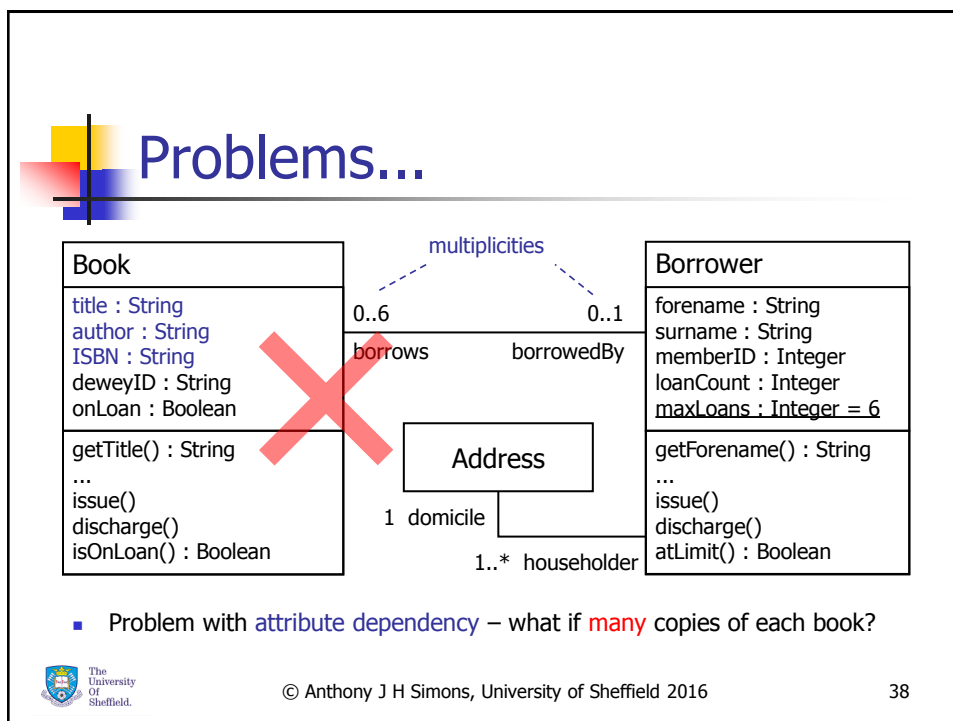 Problems...
multiplicities
Book
title : String
author : String
ISBN : String
deweyID : String
onLoan : Boolean
getTitle() : String
...
issue()
discharge()
isOnLoan() : Boolean
0..6
0..1
borrows
borrowedBy
Address
1 domicile
1..* householder
Borrower
forename : String
surname : String
memberID : Integer
loanCount : Integer
maxLoans : Integer = 6
getForename() : String
...
issue()
discharge()
atLimit() : Boolean
Problem with attribute dependency – what if many copies of each book?
The
University
Of
Sheffield.
© Anthony J H Simons, University of Sheffield 2016
38